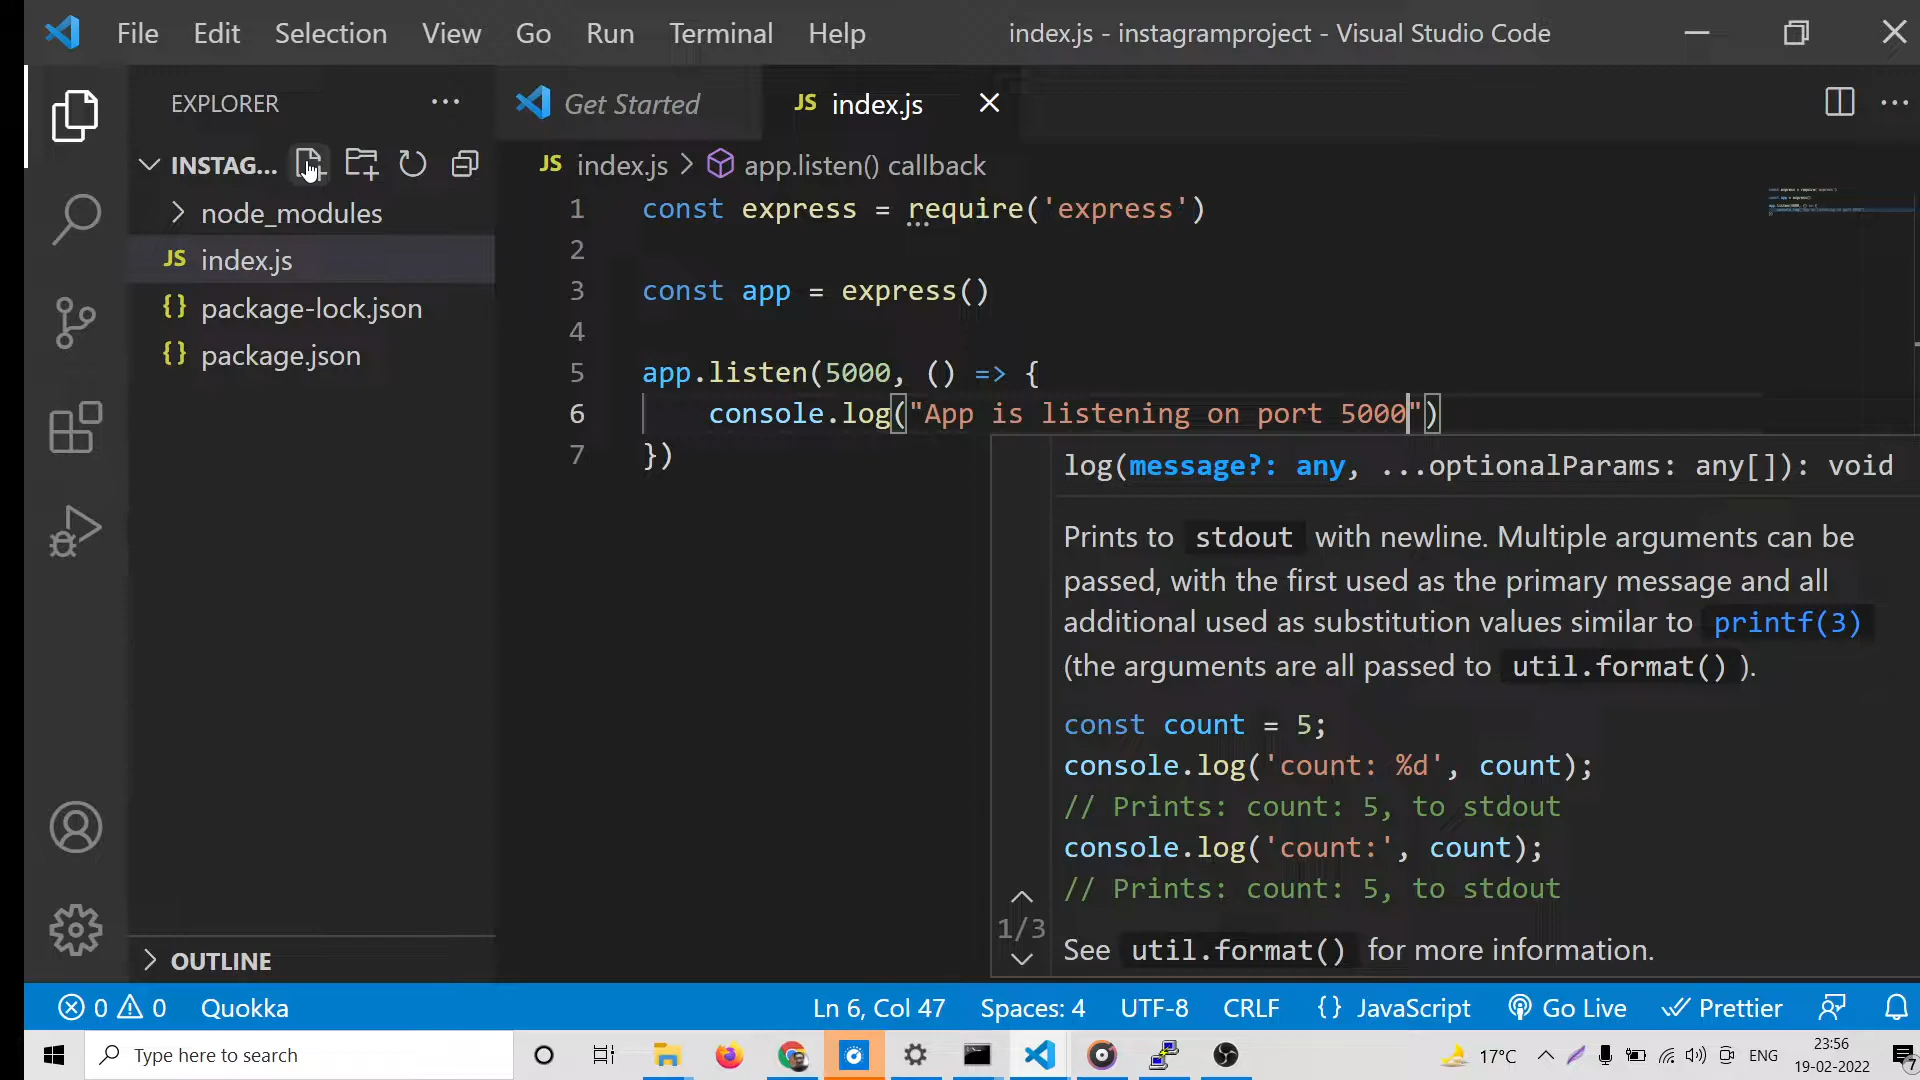 File Edit Selection View Go Run Terminal Help index.js - instagramproject - Visual Studio Code
EXPLORER
Get Started
JS index.js
INSTAG...
JS index.js > app.listen() callback
node_modules
JS index.js
{} package-lock.json
{} package.json
1 const express = require('express')
2
3 const app = express()
4
5 app.listen(5000, () => {
6 console.log("App is listening on port 5000")
7 })
log(message?: any, ...optionalParams: any[]): void
Prints to stdout with newline. Multiple arguments can be
passed, with the first used as the primary message and all
additional used as substitution values similar to printf(3)
(the arguments are all passed to util.format() ).
const count = 5;
console.log('count: %d', count);
// Prints: count: 5, to stdout
console.log('count:', count);
// Prints: count: 5, to stdout
1/3
See util.format() for more information.
OUTLINE
0 0 Quokka Ln 6, Col 47 Spaces: 4 UTF-8 CRLF {} JavaScript Go Live Prettier
Type here to search
17°C
ENG
23:56
19-02-2022
7